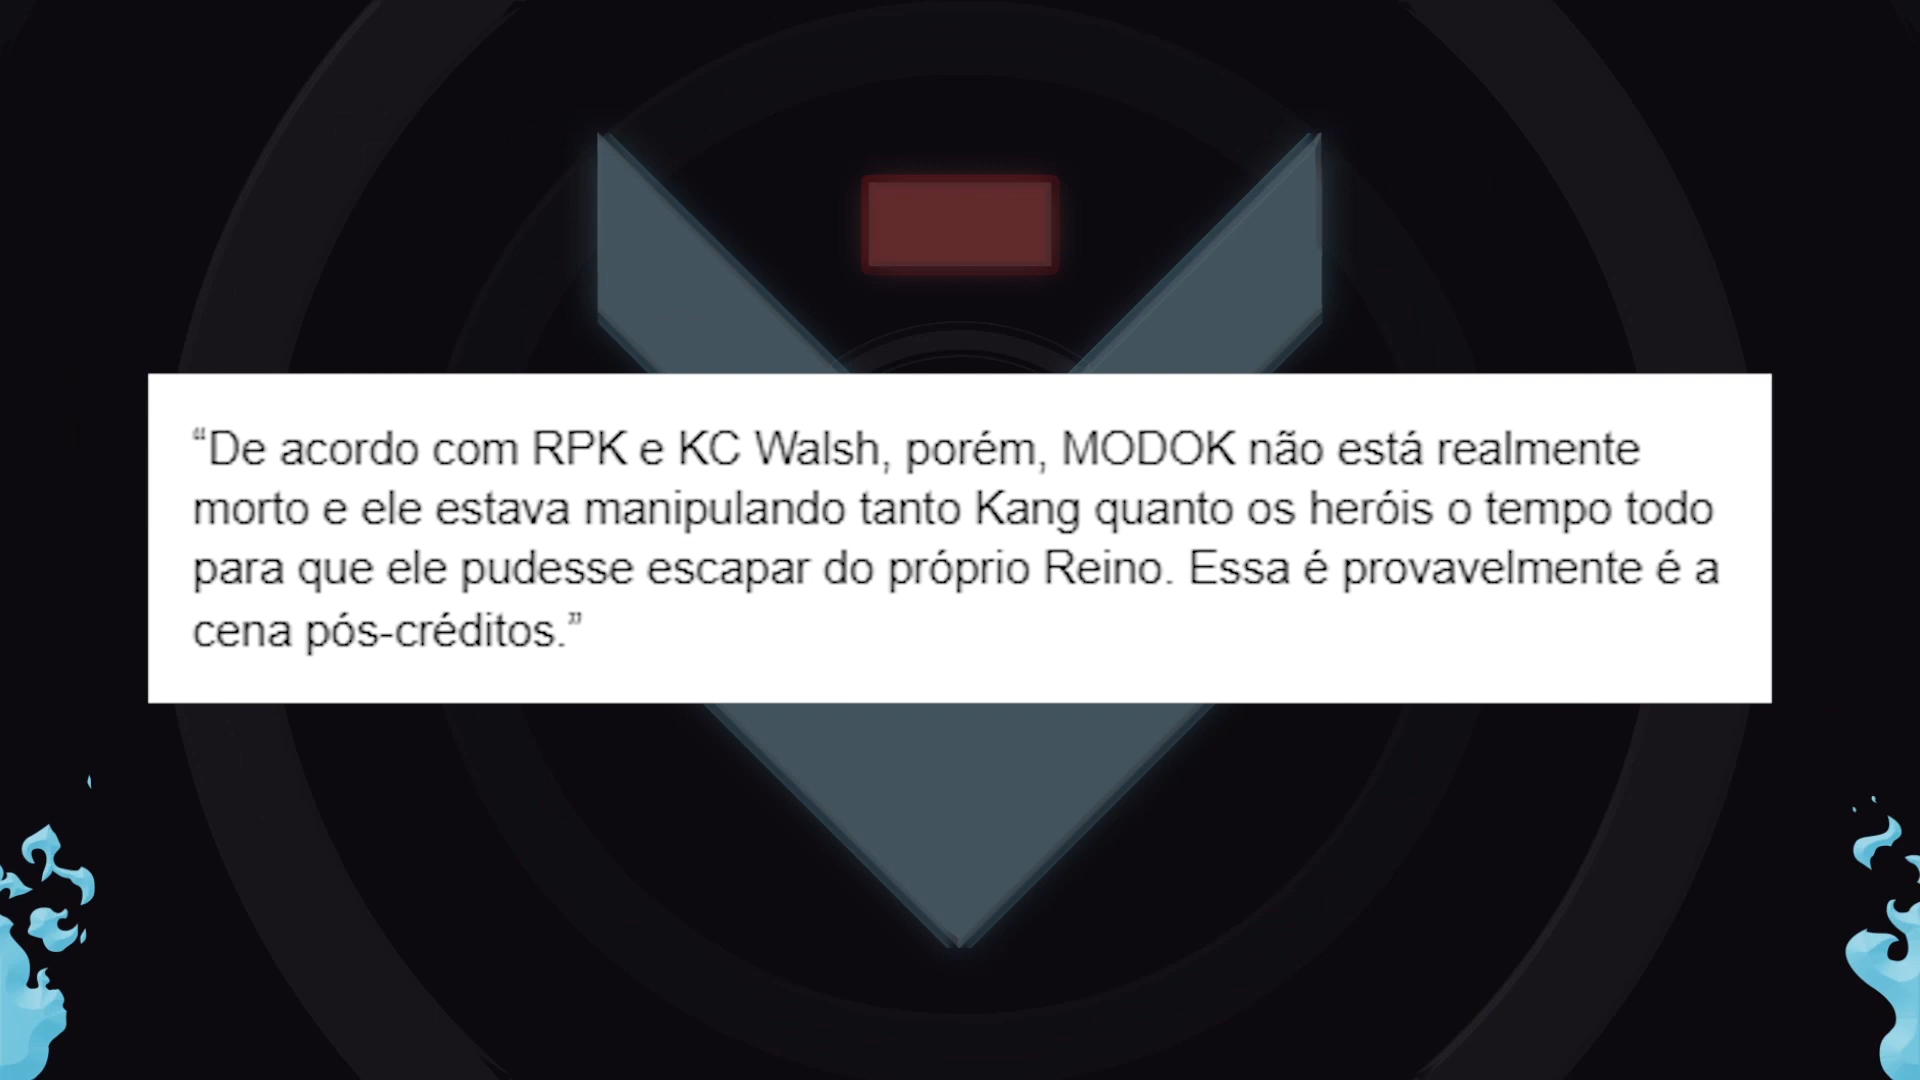 “De acordo com RPK e KC Walsh, porém, MODOK não está realmente
morto e ele estava manipulando tanto Kang quanto os heróis o tempo todo
para que ele pudesse escapar do próprio Reino. Essa é provavelmente é a
cena pós-créditos.”